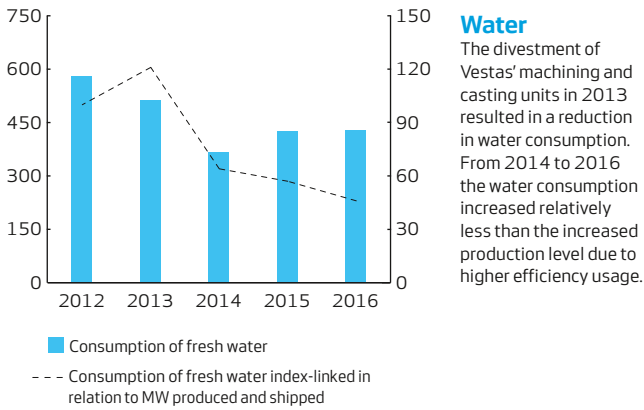 750
600
450
300
150
0
150
120
90
60
30
0
2012 2013 2014 2015 2016
Consumption of fresh water
Consumption of fresh water index-linked in
relation to MW produced and shipped
Water
The divestment of
Vestas’ machining and
casting units in 2013
resulted in a reduction
in water consumption.
From 2014 to 2016
the water consumption
increased relatively
less than the increased
production level due to
higher efficiency usage.